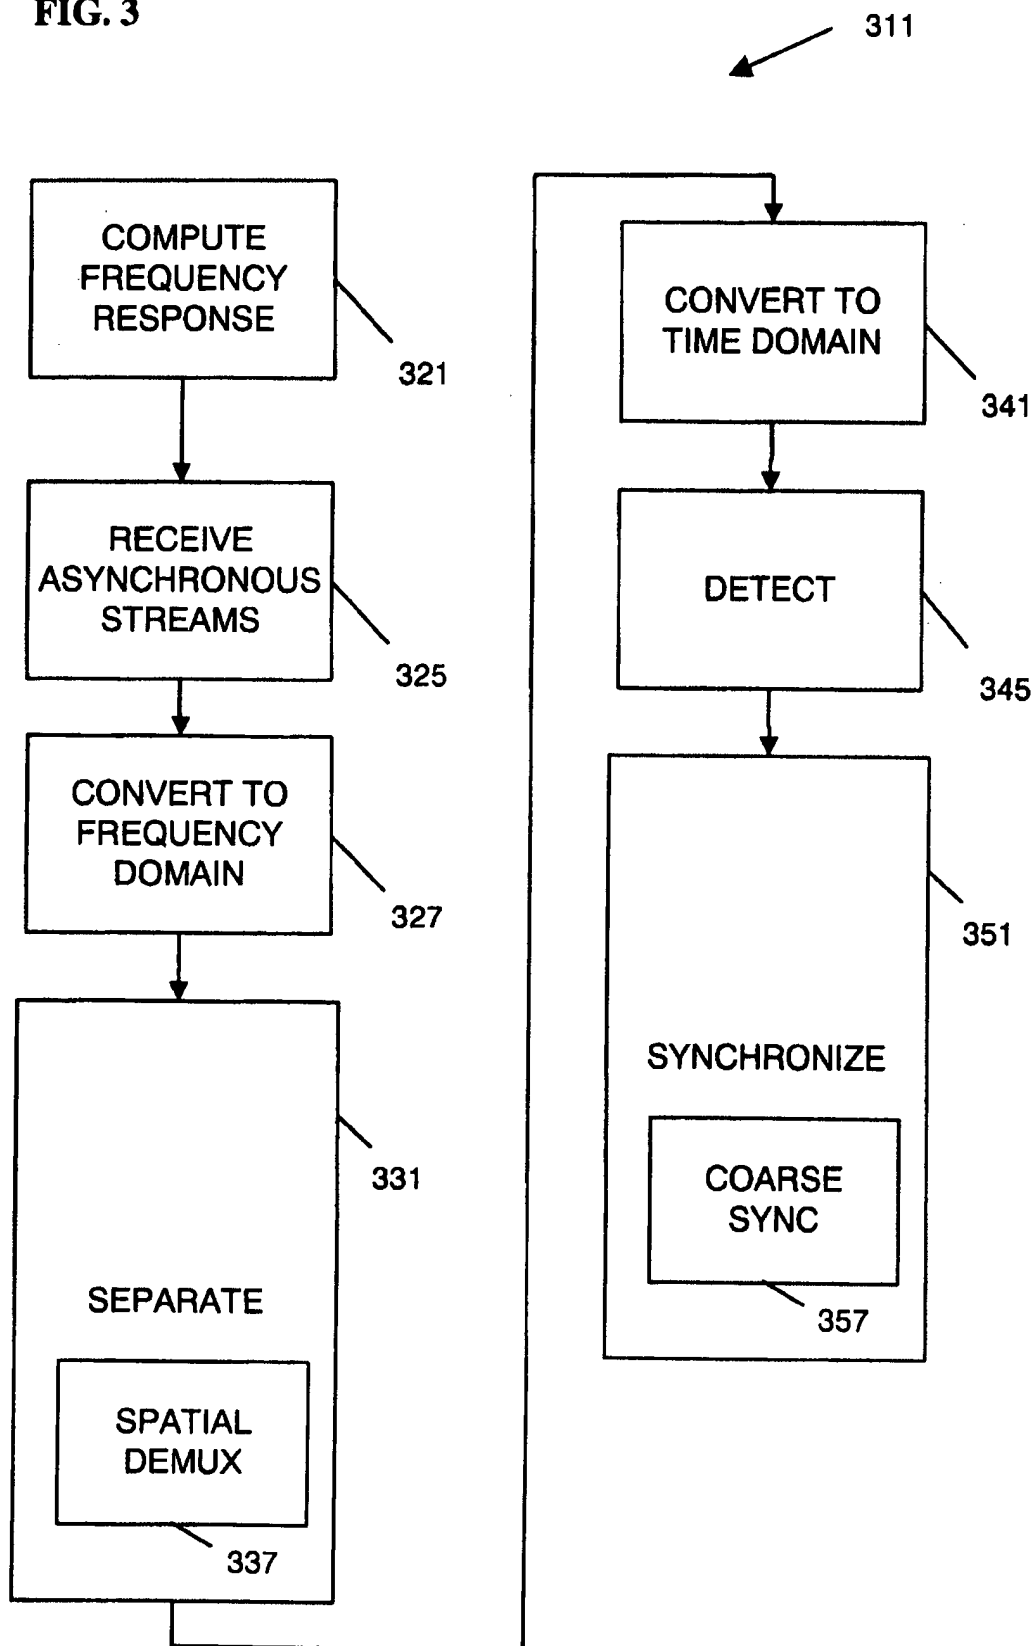 FIG. 3
311
COMPUTE
FREQUENCY
RESPONSE
321
RECEIVE
ASYNCHRONOUS
STREAMS
325
CONVERT TO
FREQUENCY
DOMAIN
327
SEPARATE
331
SPATIAL
DEMUX
337
CONVERT TO
TIME DOMAIN
341
DETECT
345
SYNCHRONIZE
351
COARSE
SYNC
357